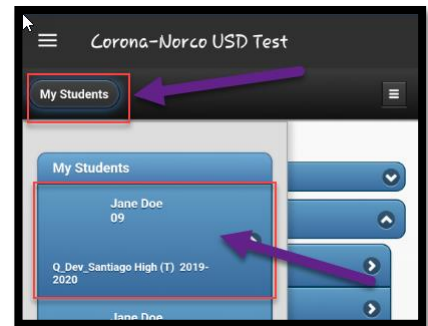 Corona-Norco USD Test
My Students
My Students
Jane Doe
09
Q_Dev_Santiago High (T) 2019-
2020
Jane Doe